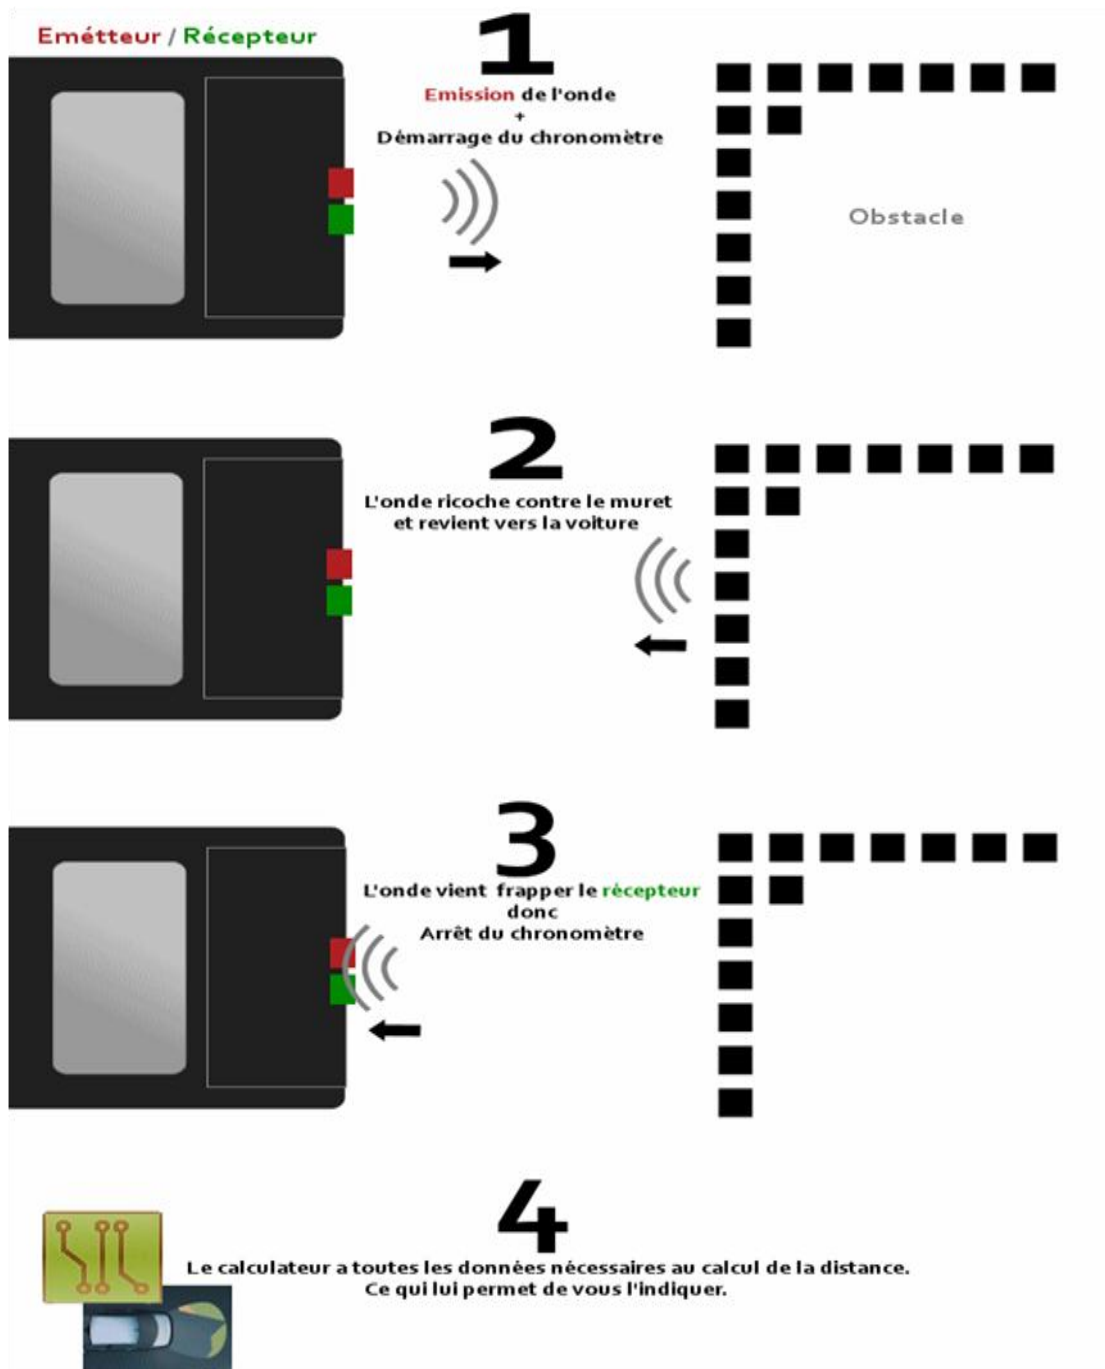 Emétteur / Récepteur
1
Emission de l'onde
+
Démarrage du chronomètre
Obstacle
2
L'onde ricoche contre le muret
et revient vers la voiture
3
L'onde vient frapper le récepteur
donc
Arrêt du chronomètre
4
Le calculateur a toutes les données nécessaires au calcul de la distance.
Ce qui lui permet de vous l'indiquer.